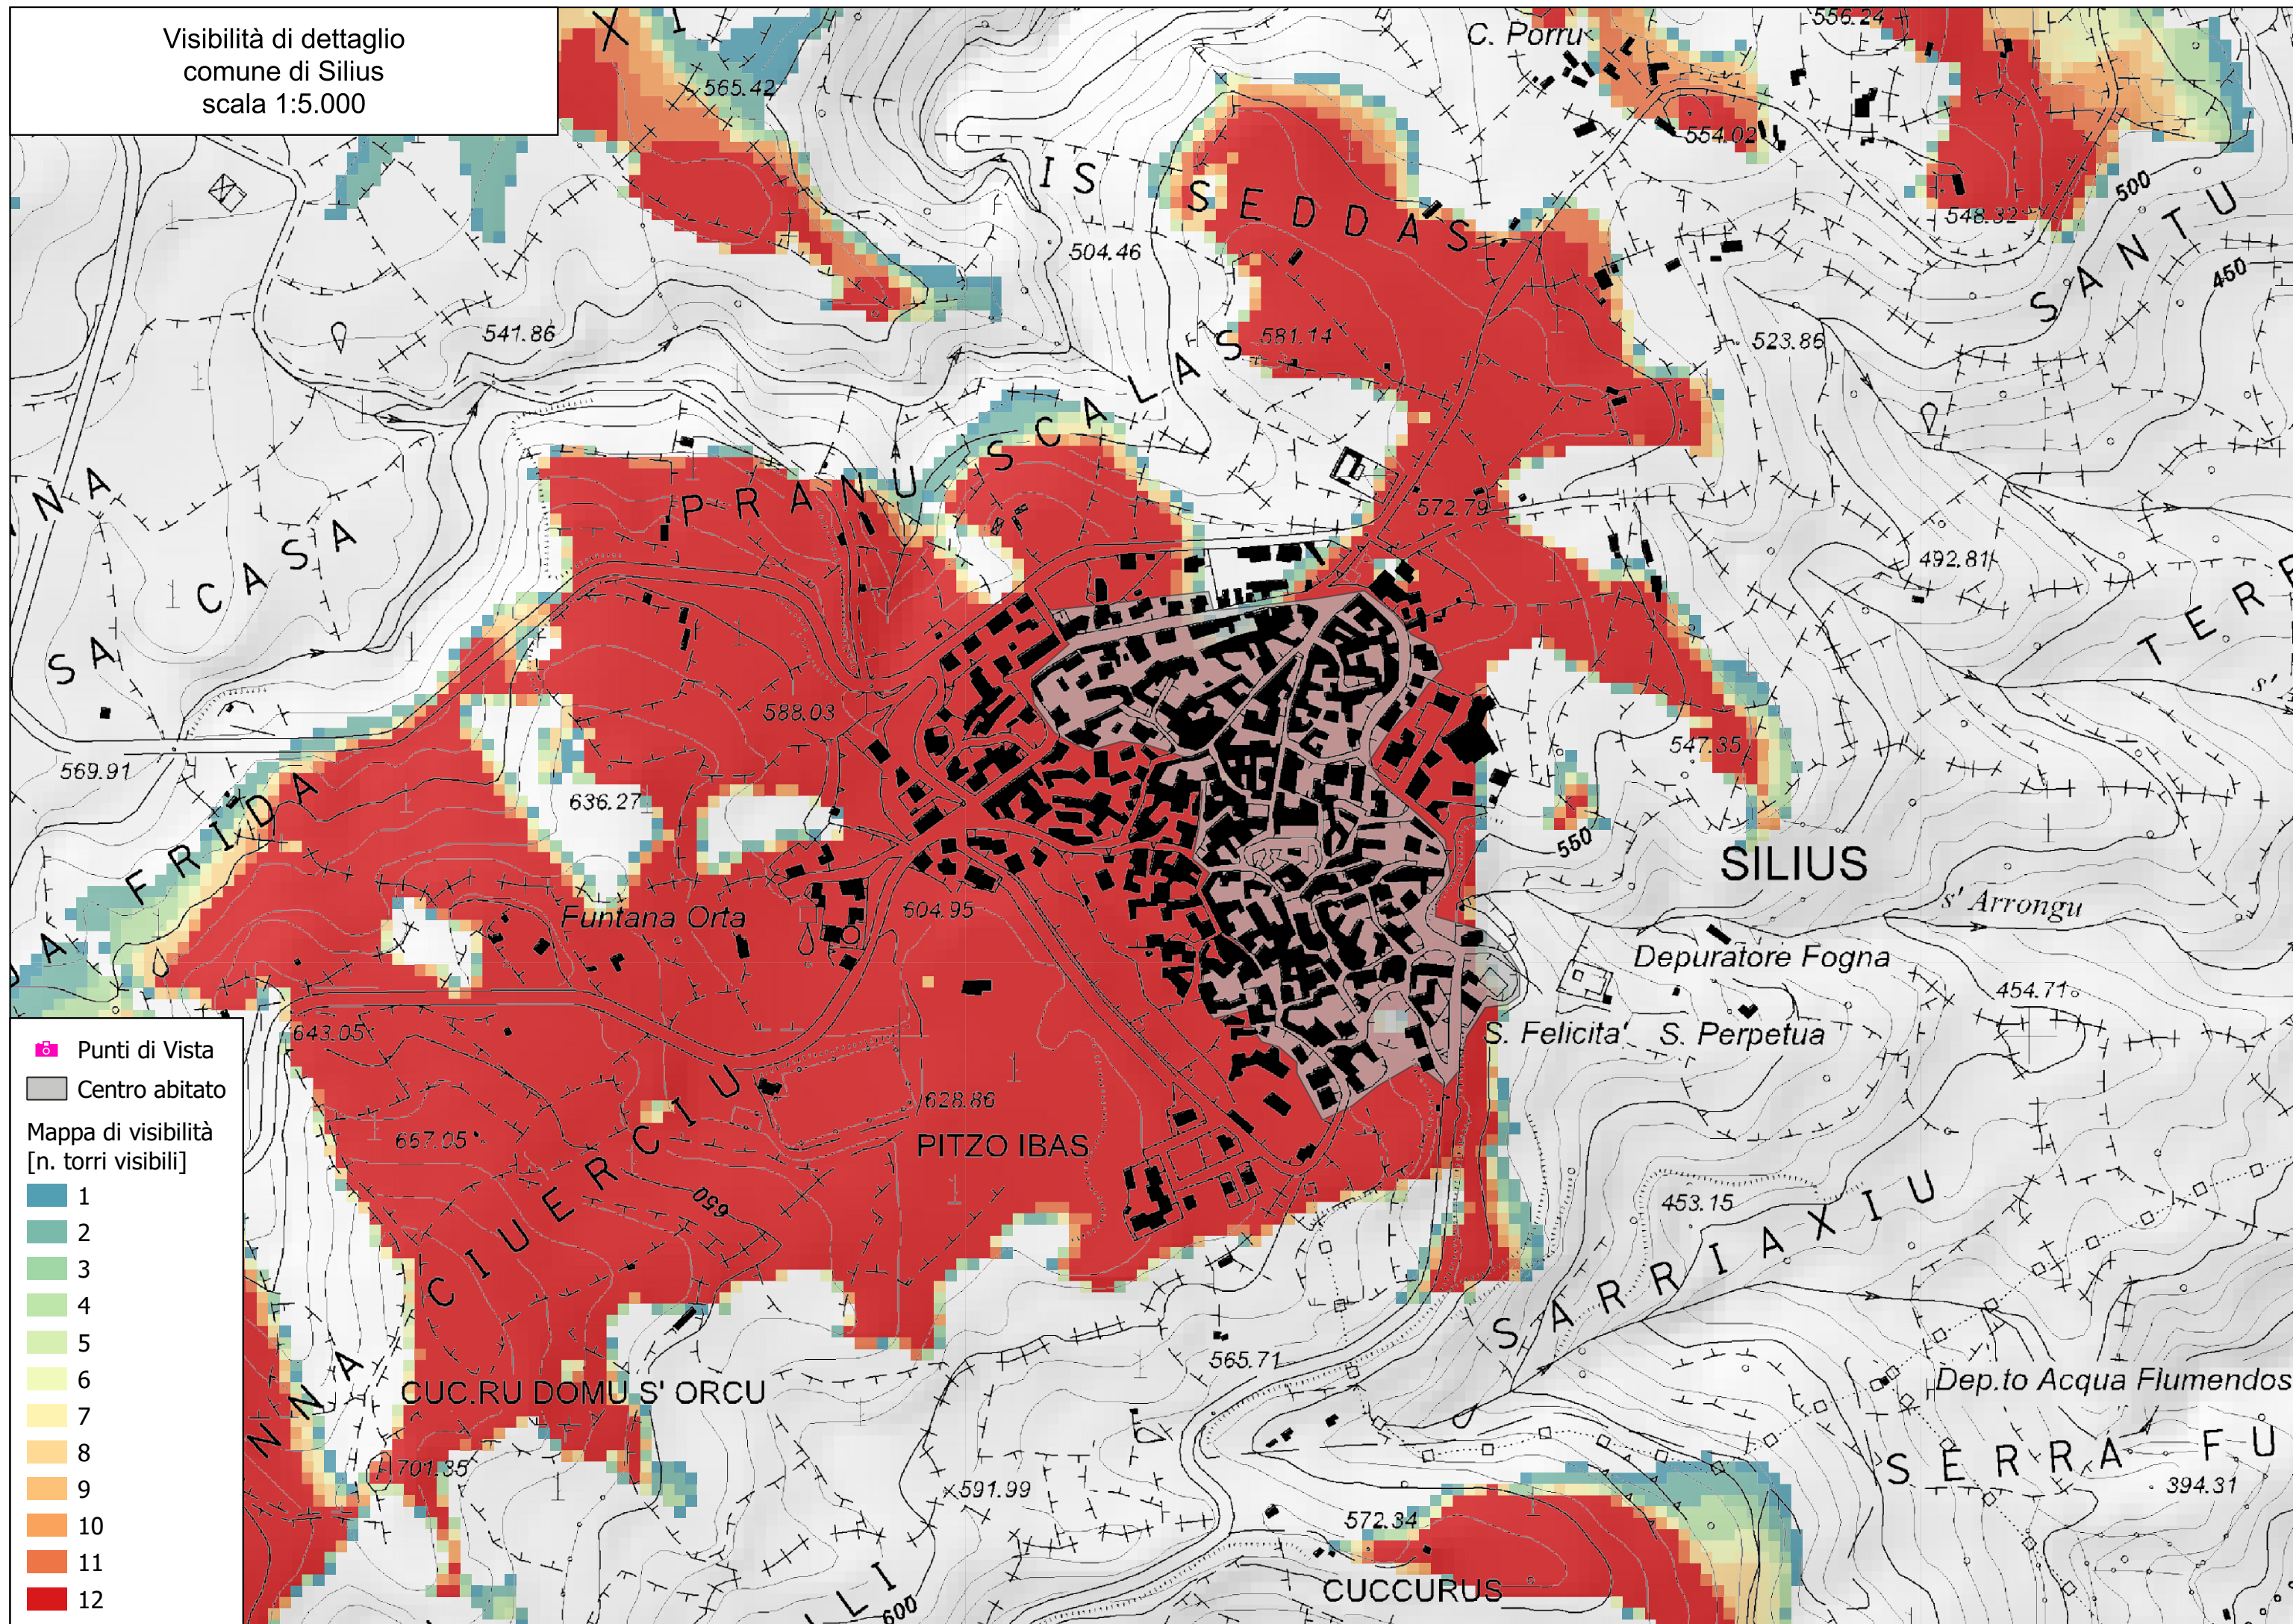 Visibilità di dettaglio
comune di Silius
scala 1:5.000
X I
565.42
C. Porru
556.24
554.02
IS SEDDAS
504.46
548.32
500
SANTU
450
541.86
581.14
523.86
PRANU SCALAS
572.79
492.81
NA
SA CASA
TERR
s'
588.03
547.35
569.91
636.27
550
SILIUS
A FRIDA
Funtana Orta
604.95
s' Arrongu
Depuratore Fogna
454.71
S. Felicita' S. Perpetua
643.05
628.86
667.05
PITZO IBAS
CIUERCIU
650
453.15
SARRIAXIU
565.71
CUC.RU DOMU S' ORCU
Dep.to Acqua Flumendos
NNA
701.35
591.99
SERRA FU
394.31
572.34
CUCCURUS
ULI
600
Punti di Vista
Centro abitato
Mappa di visibilità
[n. torri visibili]
1
2
3
4
5
6
7
8
9
10
11
12